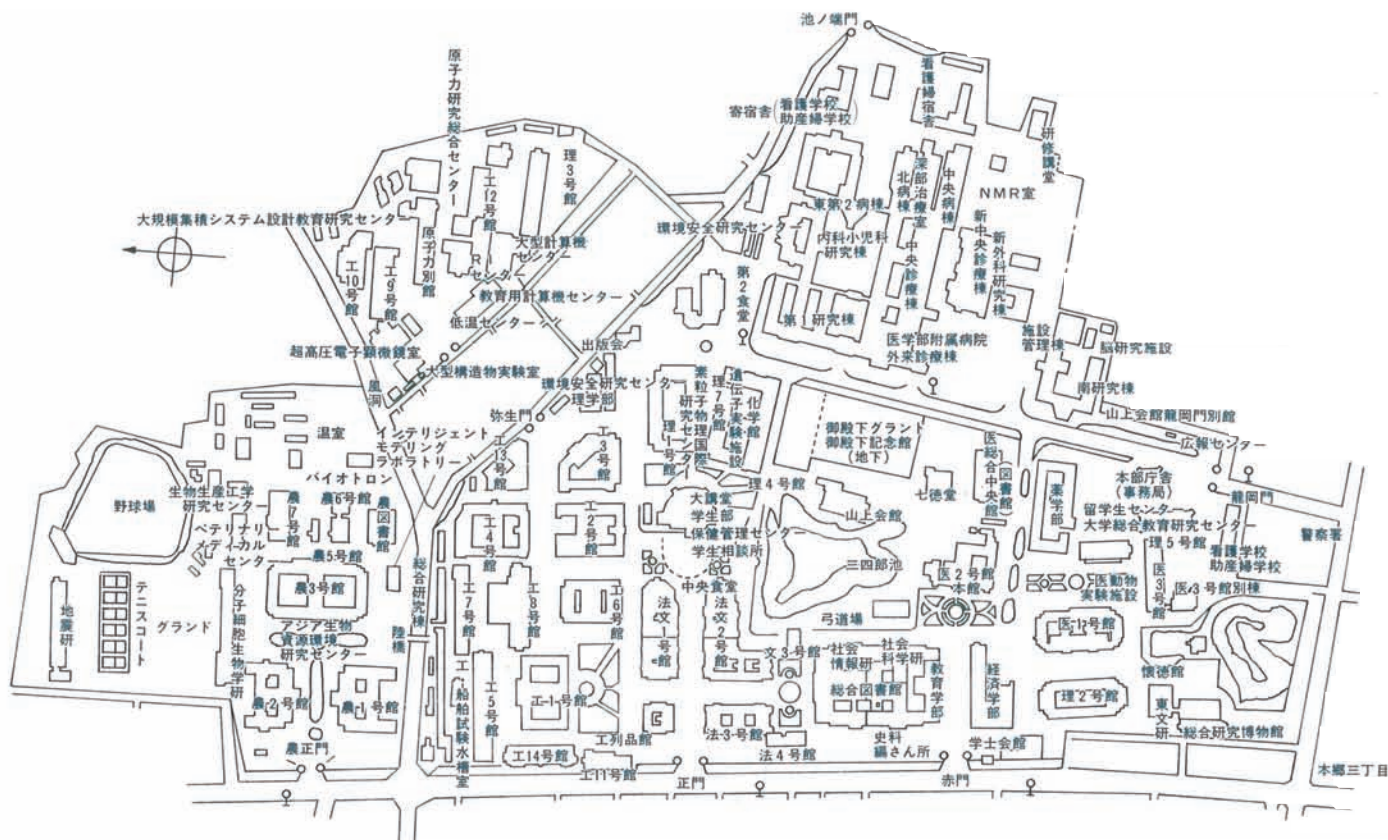 池ノ端門
原子力研究総合センター
看護婦宿舎
寄宿舎(看護学校
助産婦学校)
研修講堂
理3号館
工12号館
深部治療室
北病棟
中央病棟
NMR室
東第2病棟
大規模集積システム設計教育研究センター
原子力別館
大型計算機
センター
環境安全研究センター
内科小児科
研究棟
中央診療棟
新中央診療棟
新外科研究棟
RIセンター
工10号館
工9号館
教育用計算機センター
第2食堂
第1研究棟
低温センター
施設
管理棟
脳研究施設
超高圧電子顕微鏡室
出版会
医学部附属病院
外来診療棟
大型構造物実験室
環境安全研究センター
理学部
南研究棟
風洞
素粒子物理国際
研究センター
理7号館
遺伝子実験施設
化学館
山上会館龍岡門別館
弥生門
御殿下グランド
御殿下記念館
(地下)
広報センター
温室
インテリジェント
モデリング
ラボラトリー
工13号館
工3号館
理1号館
医総合中央館
図書館
バイオトロン
本部庁舎
(事務局)
龍岡門
生物生産工学
研究センター
農7号館
農6号館
農図書館
理4号館
七徳堂
薬学部
留学生センター
大学総合教育研究センター
野球場
大講堂
学生部
保健管理センター
学生相談所
山上会館
理5号館
警察署
ベテリナリー
メディカル
センター
農5号館
工4号館
工2号館
看護学校
助産婦学校
農3号館
総合研究棟
中央食堂
三四郎池
医2号館
本館
医動物
実験施設
医3号館
医3号館別棟
地震研
テニスコート
グランド
分子細胞生物学研
アジア生物
資源環境
研究センター
陸橋
工7号館
工8号館
工6号館
法文1号館
法文2号館
弓道場
医1号館
文3号館
社会
情報研
社会
科学研
懐徳館
農2号館
農1号館
工船舶試験水槽室
工5号館
工1号館
総合図書館
教育学部
経済学部
理2号館
東文研
総合研究博物館
農正門
工列品館
法3号館
史料
編さん所
工14号館
工11号館
法4号館
学士会館
正門
赤門
本郷三丁目